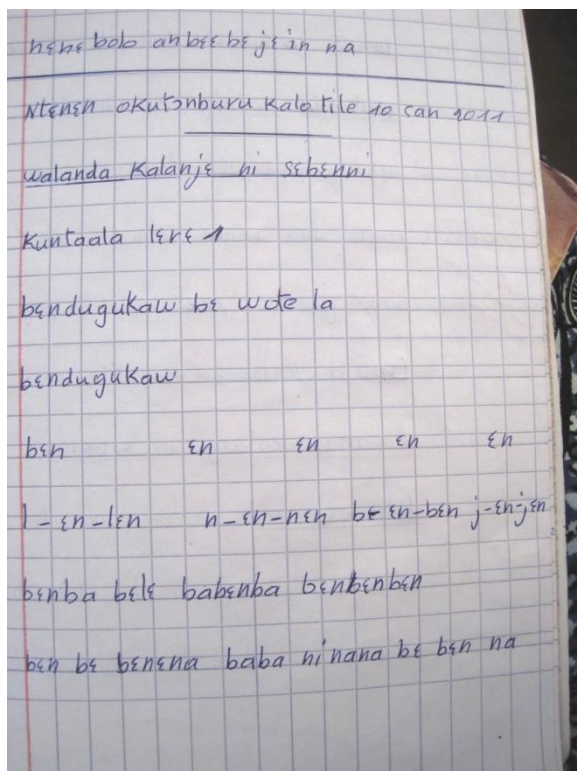 nɛnɛ bolo an bɛɛ bɛ jɛ in na
Ntɛnɛn okutɔnburu kalo tile 10 san 2011
walanda kalanjɛ ni sɛbɛnni
Kuntaala lɛrɛ 1
bɛndugukaw bɛ wote la
bɛndugukaw
bɛn ɛn ɛn ɛn ɛn
l-ɛn-lɛn n-ɛn-nɛn b-ɛn-bɛn j-ɛn-jɛn
bɛnba bɛlɛ babɛnba bɛnbɛnbɛn
bɛn bɛ bɛnɛna baba ni nana bɛ bɛn na